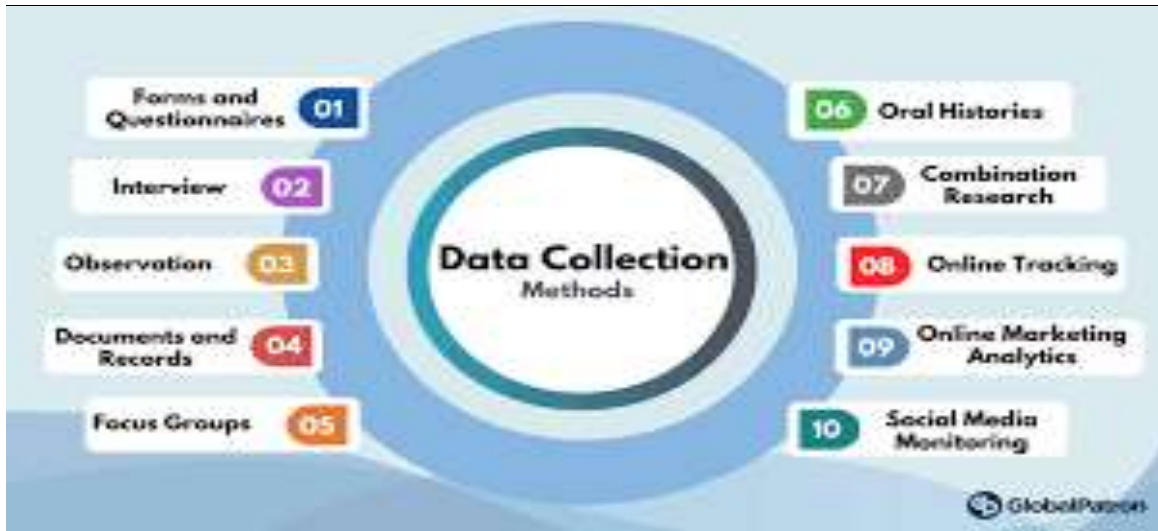 Forms and
Questionnaires
01
Interview
02
Observation
03
Documents and
Records
04
Focus Groups
05
Data Collection
Methods
06
Oral Histories
07
Combination
Research
08
Online Tracking
09
Online Marketing
Analytics
10
Social Media
Monitoring
GlobalPatron